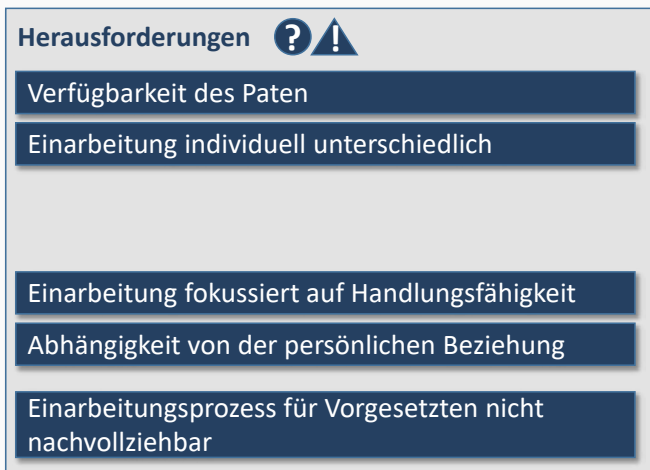 Herausforderungen ? !
Verfügbarkeit des Paten
Einarbeitung individuell unterschiedlich
Einarbeitung fokussiert auf Handlungsfähigkeit
Abhängigkeit von der persönlichen Beziehung
Einarbeitungsprozess für Vorgesetzten nicht
nachvollziehbar